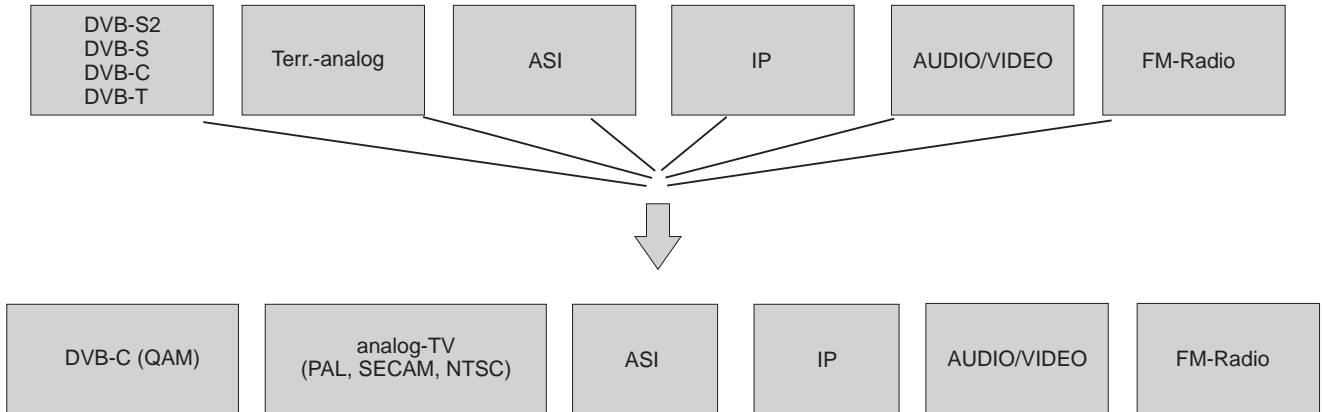 DVB-S2
DVB-S
DVB-C
DVB-T
Terr.-analog
ASI
IP
AUDIO/VIDEO
FM-Radio
DVB-C (QAM)
analog-TV
(PAL, SECAM, NTSC)
ASI
IP
AUDIO/VIDEO
FM-Radio